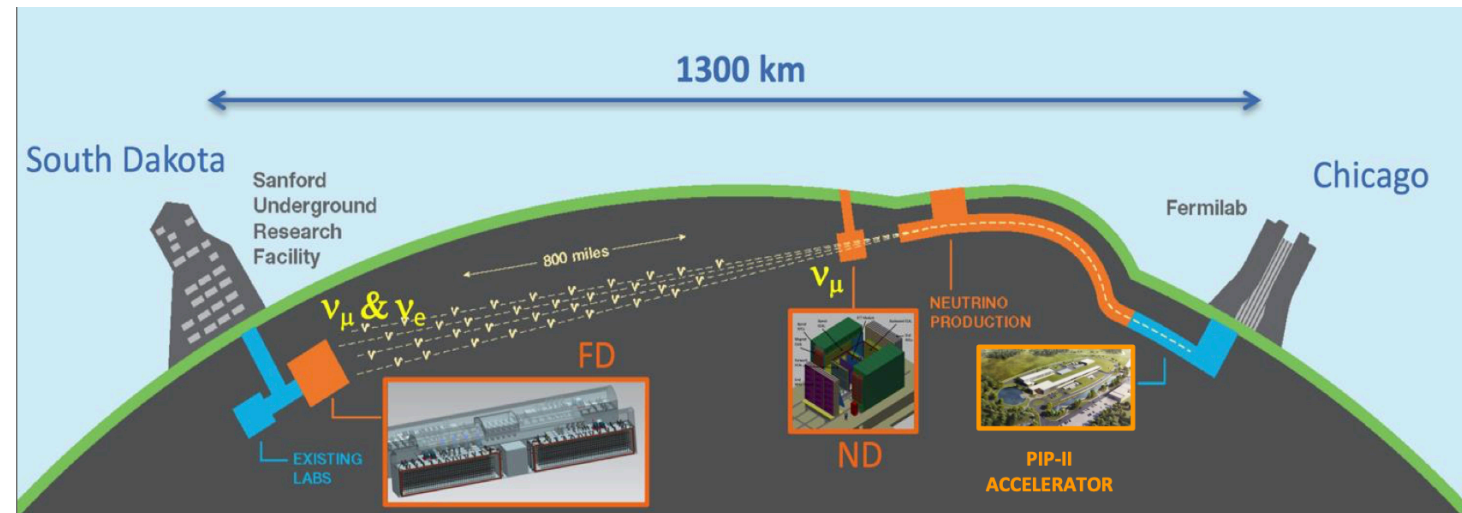 1300 km
South Dakota
Chicago
Sanford
Underground
Research
Facility
Fermilab
800 miles
νμ & νe
νμ
NEUTRINO
PRODUCTION
FD
ND
EXISTING
LABS
PIP-II
ACCELERATOR